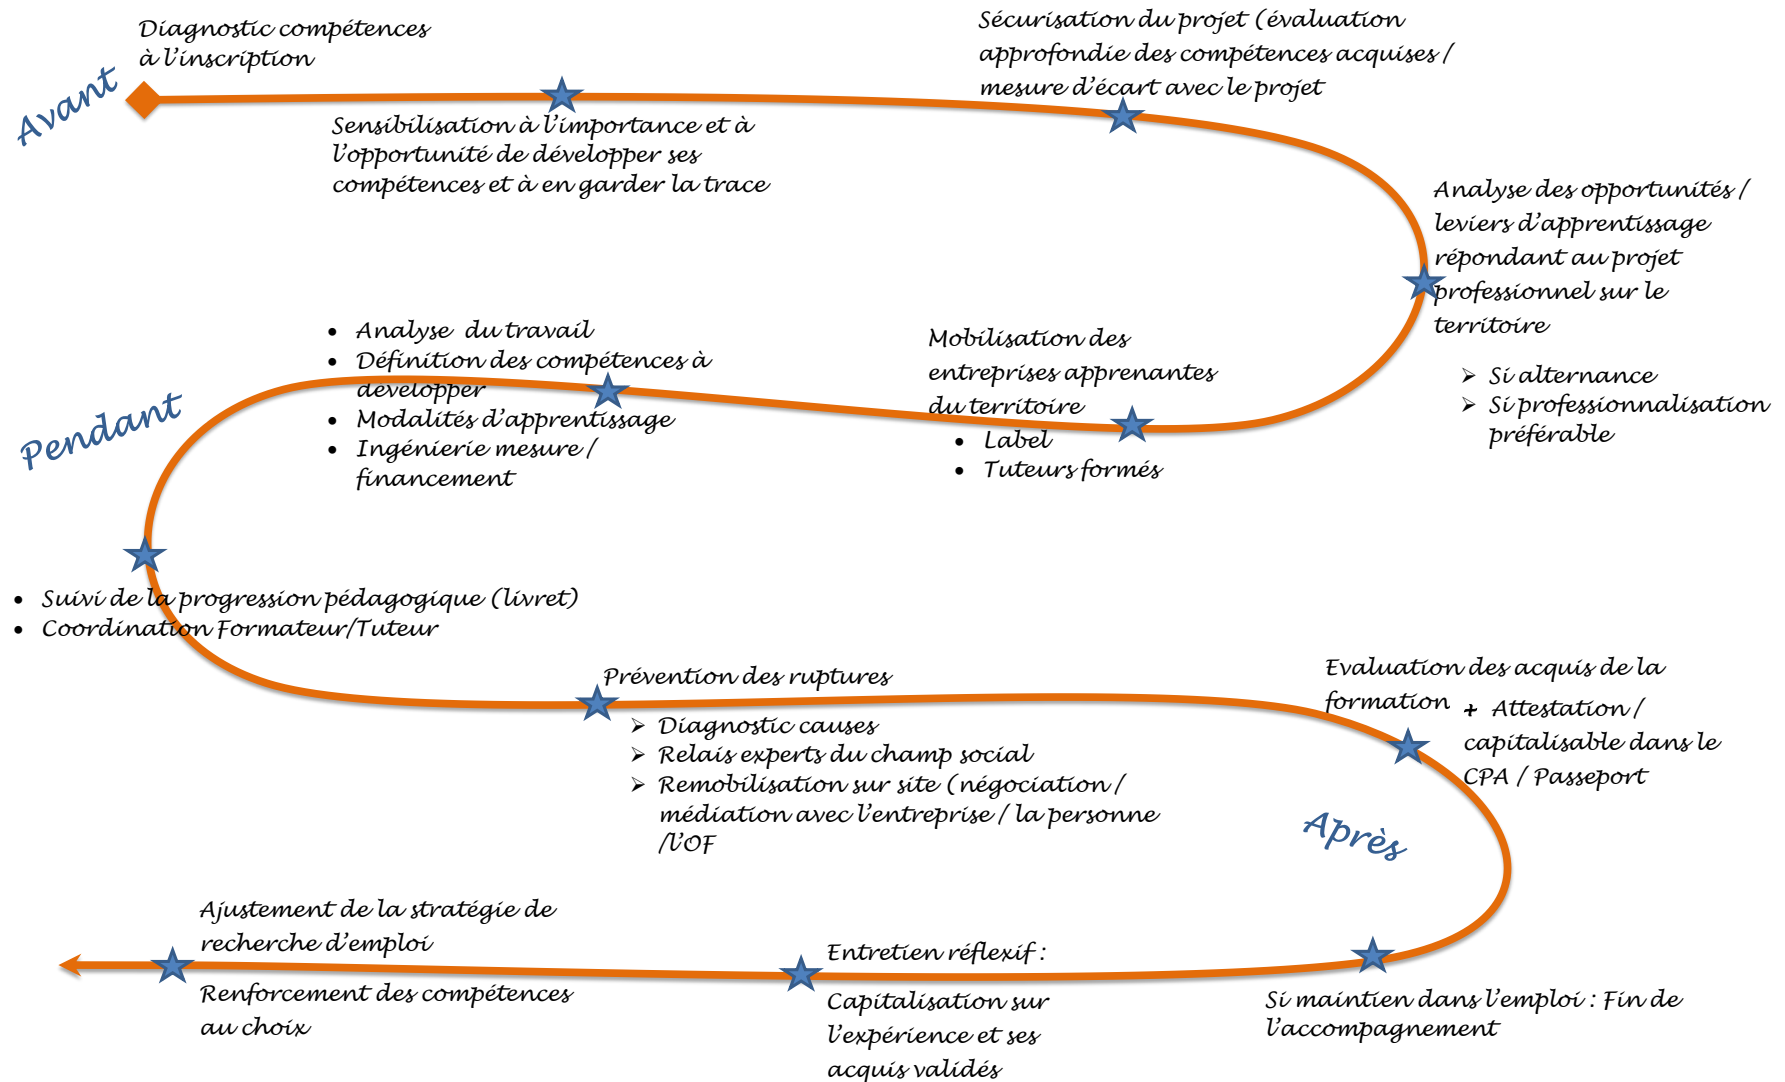 Avant
Diagnostic compétences
à l’inscription
Sensibilisation à l’importance et à
l’opportunité de développer ses
compétences et à en garder la trace
Sécurisation du projet (évaluation
approfondie des compétences acquises /
mesure d’écart avec le projet
Analyse des opportunités /
leviers d’apprentissage
répondant au projet
professionnel sur le
territoire
➢ Si alternance
➢ Si professionnalisation
préférable
Mobilisation des
entreprises apprenantes
du territoire
• Label
• Tuteurs formés
• Analyse du travail
• Définition des compétences à
développer
• Modalités d’apprentissage
• Ingénierie mesure /
financement
Pendant
• Suivi de la progression pédagogique (livret)
• Coordination Formateur/Tuteur
Prévention des ruptures
➢ Diagnostic causes
➢ Relais experts du champ social
➢ Remobilisation sur site (négociation /
médiation avec l’entreprise / la personne
/l’OF
Evaluation des acquis de la
formation
+ Attestation /
capitalisable dans le
CPA / Passeport
Après
Si maintien dans l’emploi : Fin de
l’accompagnement
Entretien réflexif :
Capitalisation sur
l’expérience et ses
acquis validés
Ajustement de la stratégie de
recherche d’emploi
Renforcement des compétences
au choix